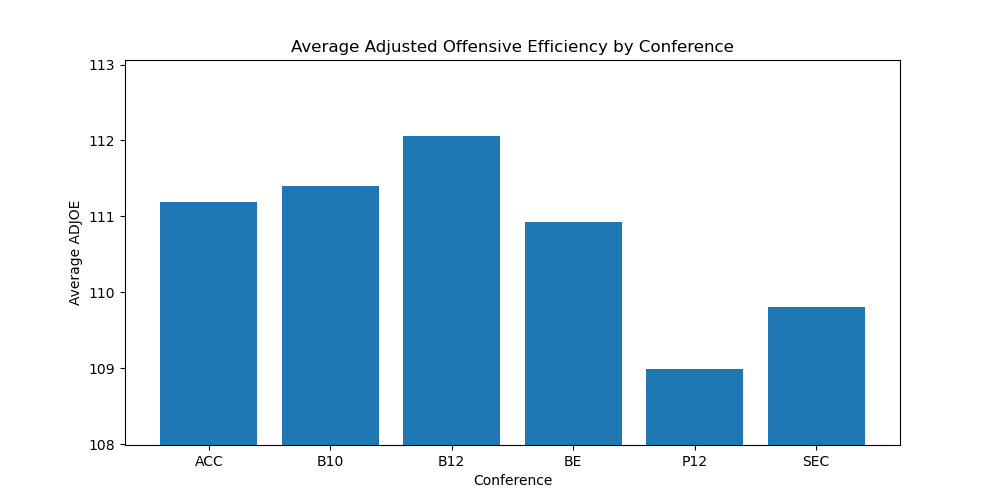 Average Adjusted Offensive Efficiency by Conference
113
112
111
110
109
108
Average ADJOE
ACC B10 B12 BE P12 SEC
Conference